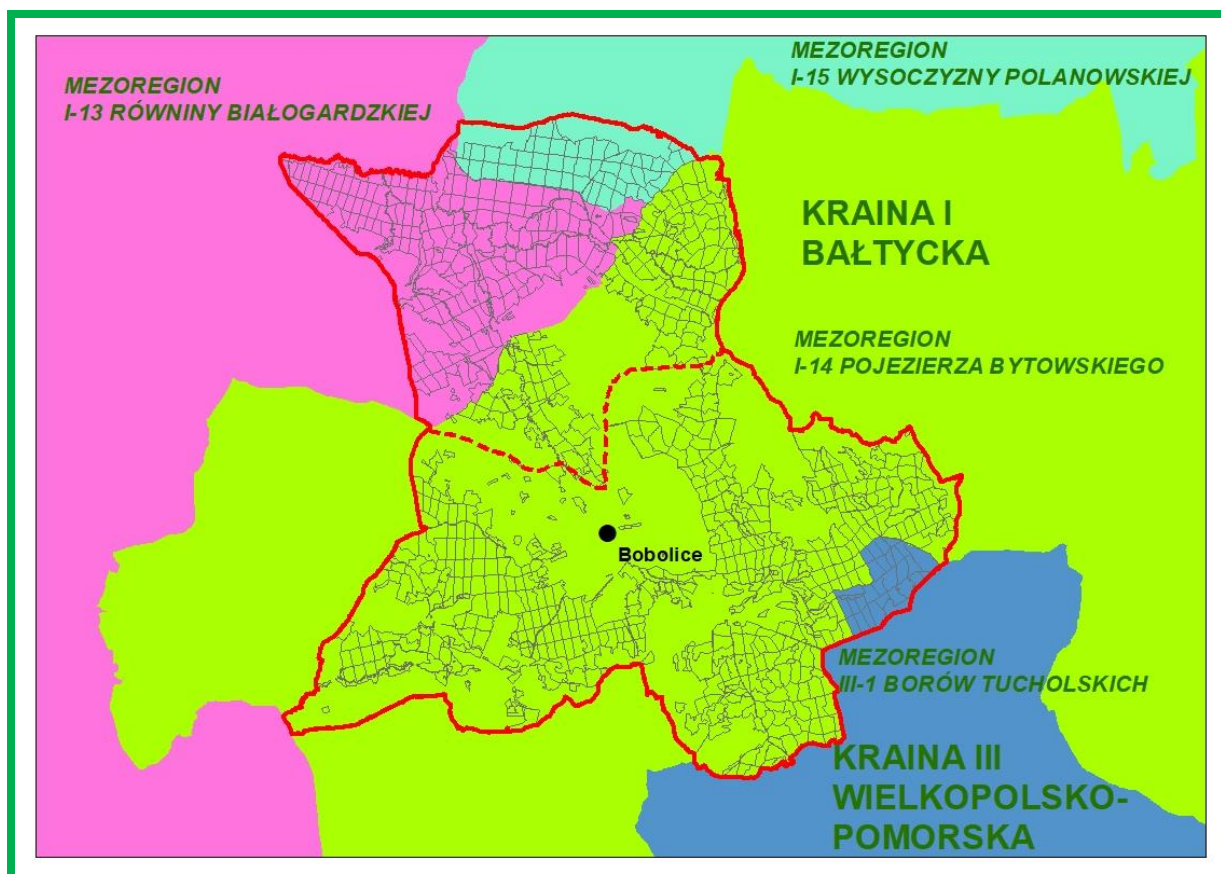 MEZOREGION
I-13 RÓWNINY BIAŁOGARDZKIEJ
MEZOREGION
I-15 WYSOCZYZNY POLANOWSKIEJ
KRAINA I
BAŁTYCKA
MEZOREGION
I-14 POJEZIERZA BYTOWSKIEGO
Bobolice
MEZOREGION
III-1 BORÓW TUCHOLSKICH
KRAINA III
WIELKOPOLSKO-
POMORSKA